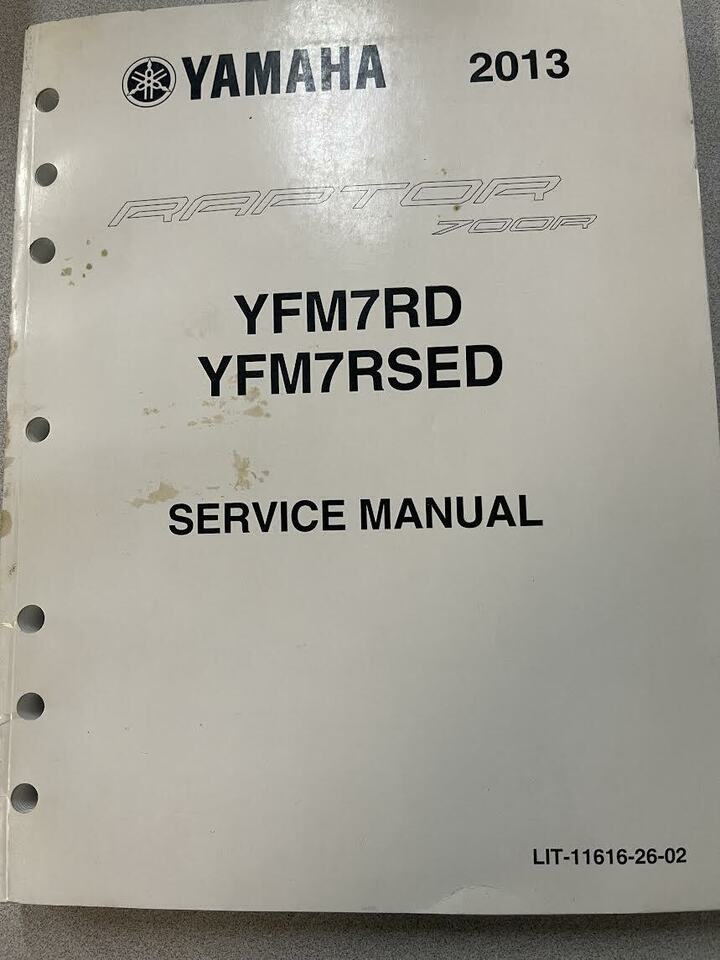 YAMAHA 2013
RAPTOR
700R
YFM7RD
YFM7RSED
SERVICE MANUAL
LIT-11616-26-02